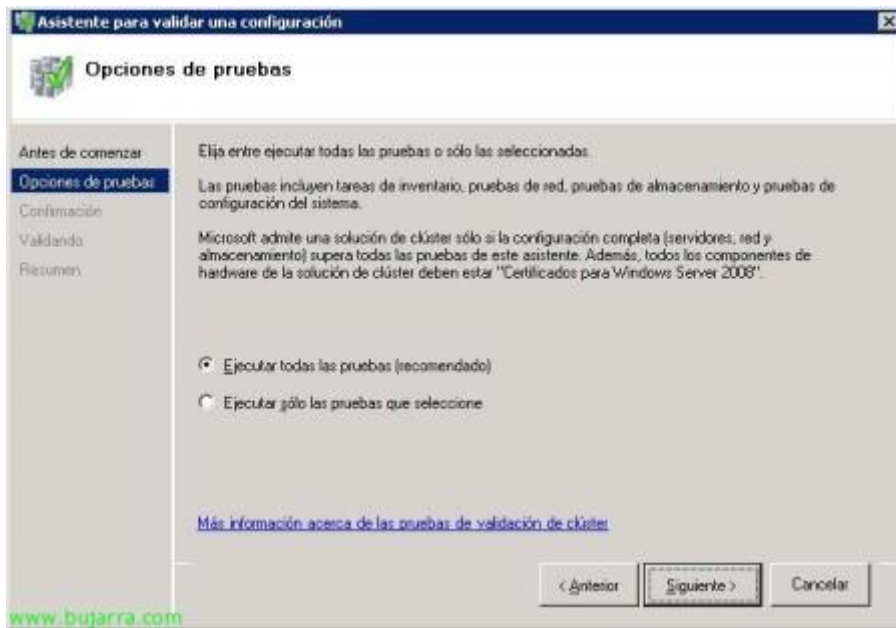 Asistente para validar una configuración
Opciones de pruebas
Antes de comenzar
Opciones de pruebas
Confirmación
Validando
Resumen
Elija entre ejecutar todas las pruebas o sólo las seleccionadas.
Las pruebas incluyen tareas de inventario, pruebas de red, pruebas de almacenamiento y pruebas de
configuración del sistema.
Microsoft admite una solución de clúster sólo si la configuración completa (servidores, red y
almacenamiento) supera todas las pruebas de este asistente. Además, todos los componentes de
hardware de la solución de clúster deben estar "Certificados para Windows Server 2008".
Ejecutar todas las pruebas (recomendado)
Ejecutar sólo las pruebas que seleccione
Más información acerca de las pruebas de validación de clúster
< Anterior
Siguiente >
Cancelar
www.bujarra.com